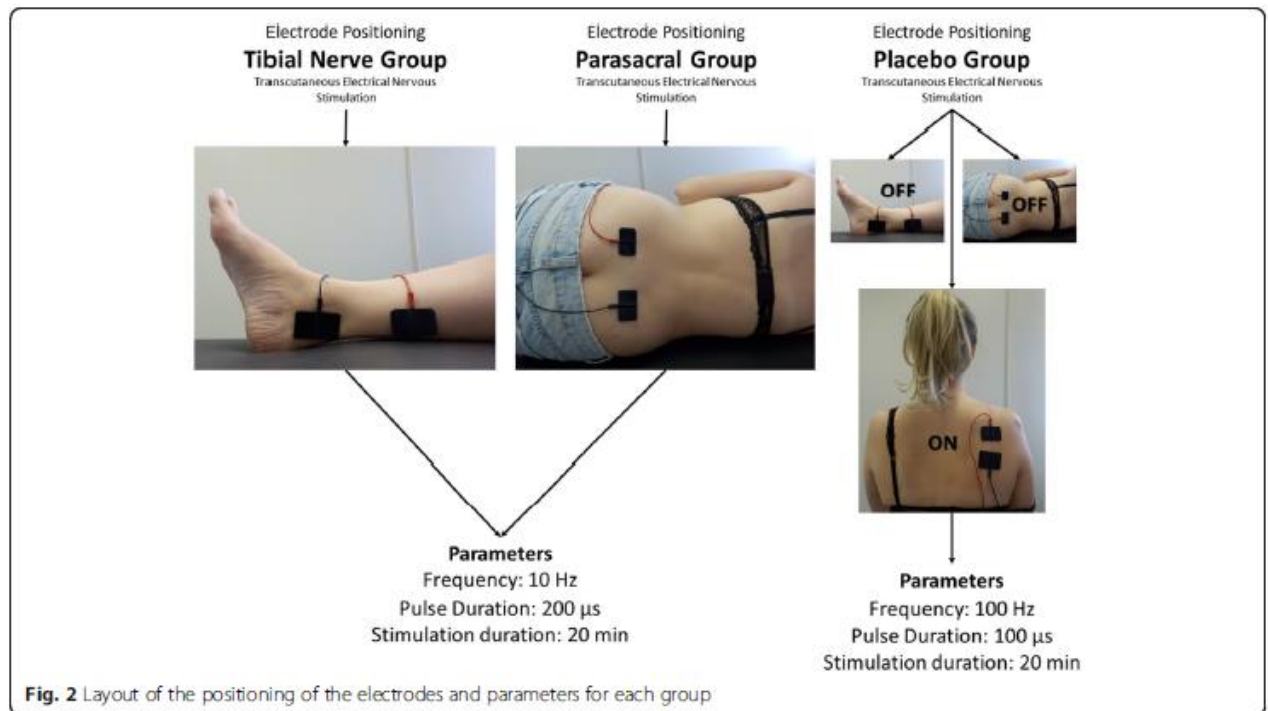 Electrode Positioning
Tibial Nerve Group
Transcutaneous Electrical Nervous
Stimulation
Electrode Positioning
Parasacral Group
Transcutaneous Electrical Nervous
Stimulation
Electrode Positioning
Placebo Group
Transcutaneous Electrical Nervous
Stimulation
OFF
OFF
ON
Parameters
Frequency: 10 Hz
Pulse Duration: 200 µs
Stimulation duration: 20 min
Parameters
Frequency: 100 Hz
Pulse Duration: 100 µs
Stimulation duration: 20 min
Fig. 2 Layout of the positioning of the electrodes and parameters for each group